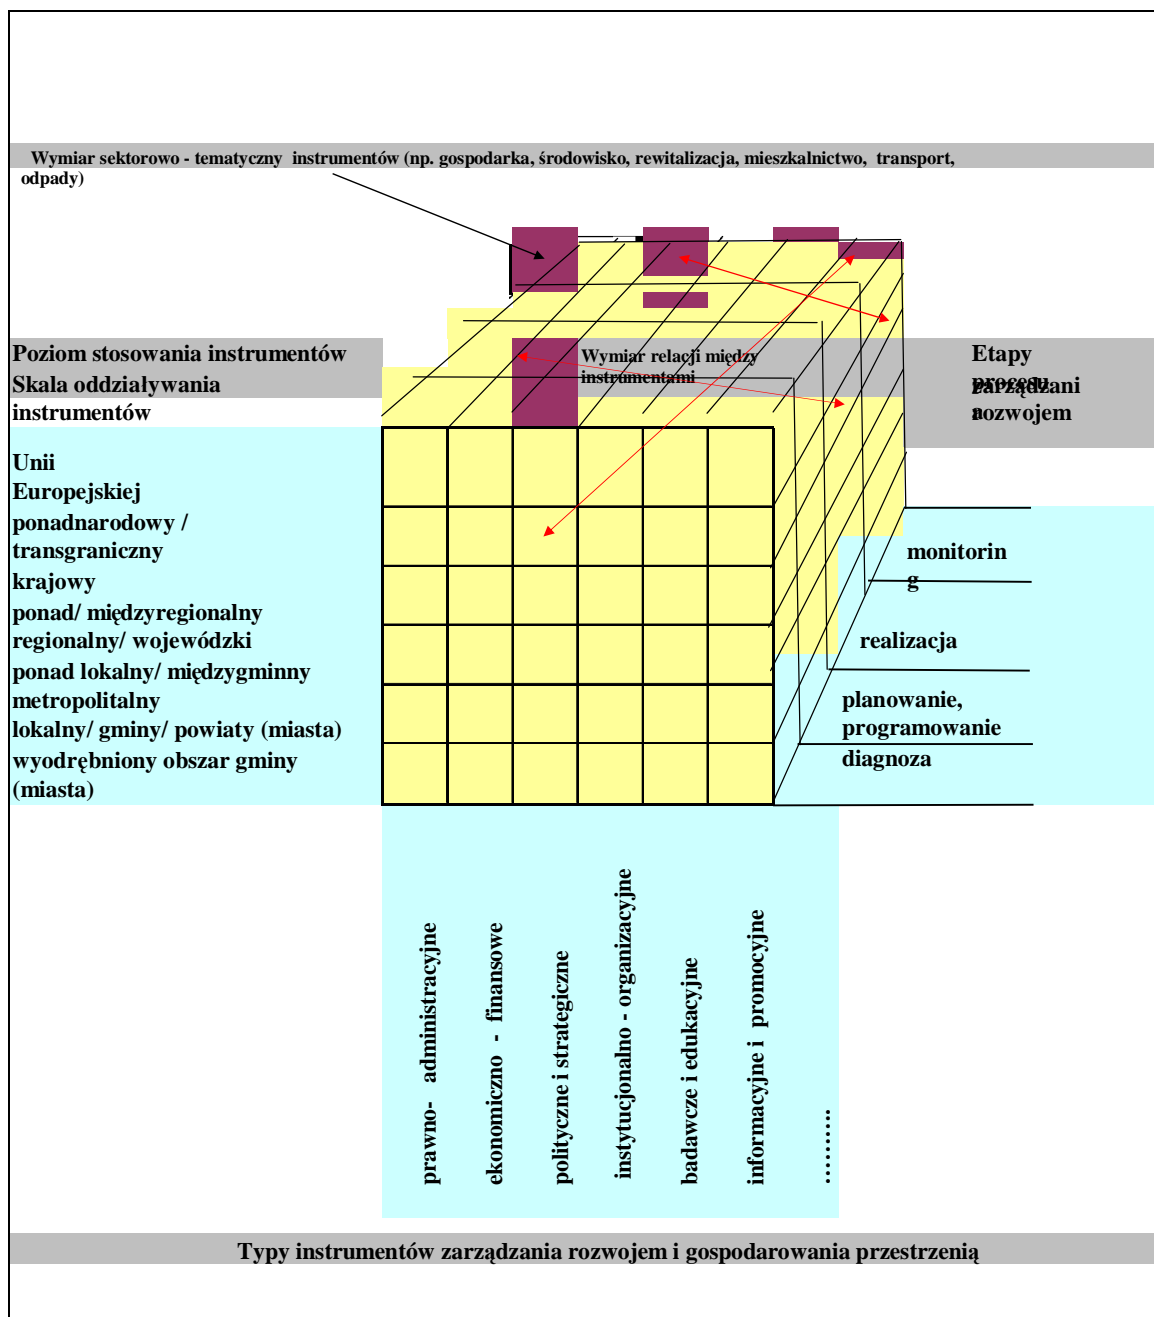 Wymiar sektorowo - tematyczny instrumentów (np. gospodarka, środowisko, rewitalizacja, mieszkalnictwo, transport,
odpady)
Poziom stosowania instrumentów
Skala oddziaływania
instrumentów
Wymiar relacji między
instrumentami
Etapy
procesu
zarządzani
a
rozwojem
Unii
Europejskiej
ponadnarodowy /
transgraniczny
krajowy
ponad/ międzyregionalny
regionalny/ wojewódzki
ponad lokalny/ międzygminny
metropolitalny
lokalny/ gminy/ powiaty (miasta)
wyodrębniony obszar gminy
(miasta)
monitorin
g
realizacja
planowanie,
programowanie
diagnoza
prawno- administracyjne
ekonomiczno - finansowe
polityczne i strategiczne
instytucjonalno - organizacyjne
badawcze i edukacyjne
informacyjne i promocyjne
..........
Typy instrumentów zarządzania rozwojem i gospodarowania przestrzenią